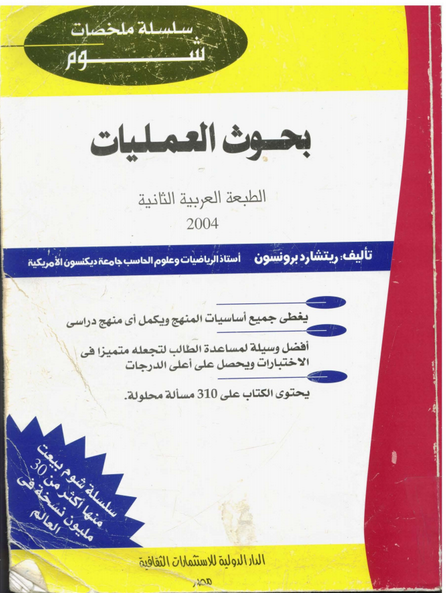 سلسلة ملخصات
شوم
بحوث العمليات
الطبعة العربية الثانية
2004
تأليف: ريتشارد برونسون أستاذ الرياضيات وعلوم الحاسب جامعة ديكنسون الأمريكية
يغطى جميع أساسيات المنهج ويكمل أى منهج دراسى
أفضل وسيلة لمساعدة الطالب لتجعله متميزا فى
الاختبارات ويحصل على أعلى الدرجات
يحتوى الكتاب على 310 مسألة محلولة.
سلسلة شوم بيعت
منها أكثر من 30
مليون نسخة فى
العالم
الدار الدولية للاستثمارات الثقافية
مصر